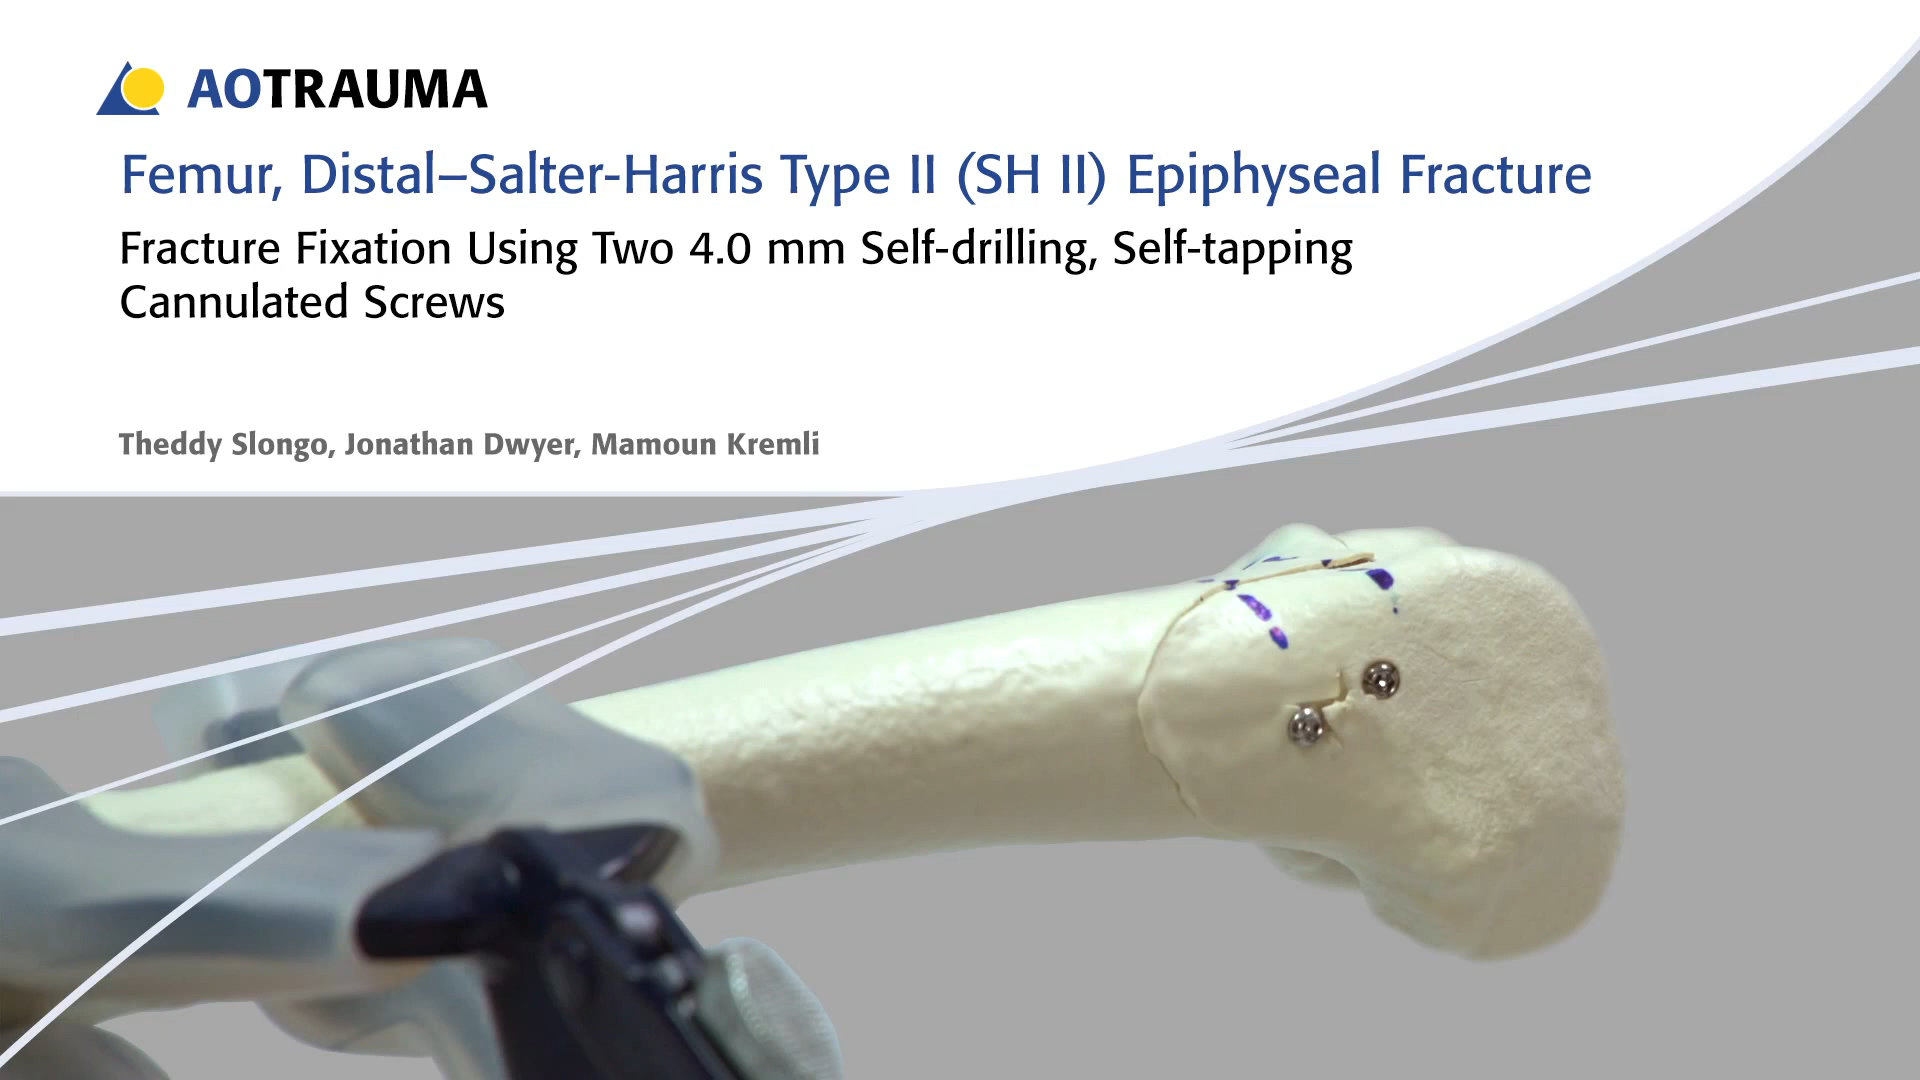 AOTRAUMA
Femur, Distal–Salter-Harris Type II (SH II) Epiphyseal Fracture
Fracture Fixation Using Two 4.0 mm Self-drilling, Self-tapping
Cannulated Screws
Theddy Slongo, Jonathan Dwyer, Mamoun Kremli